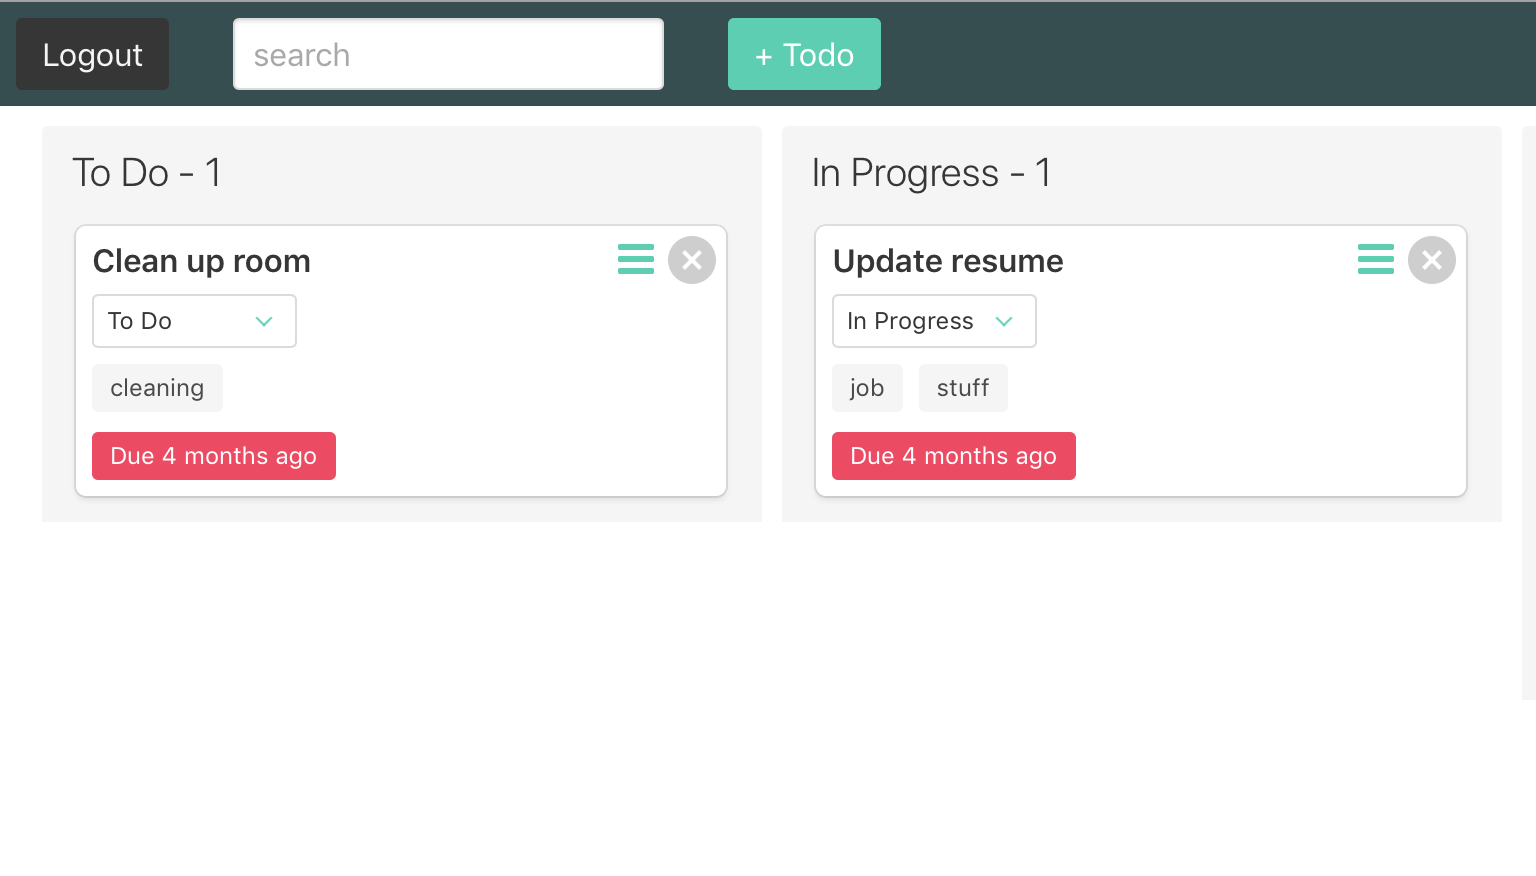 Logout
search
+ Todo
To Do - 1
Clean up room
To Do
cleaning
Due 4 months ago
In Progress - 1
Update resume
In Progress
job stuff
Due 4 months ago